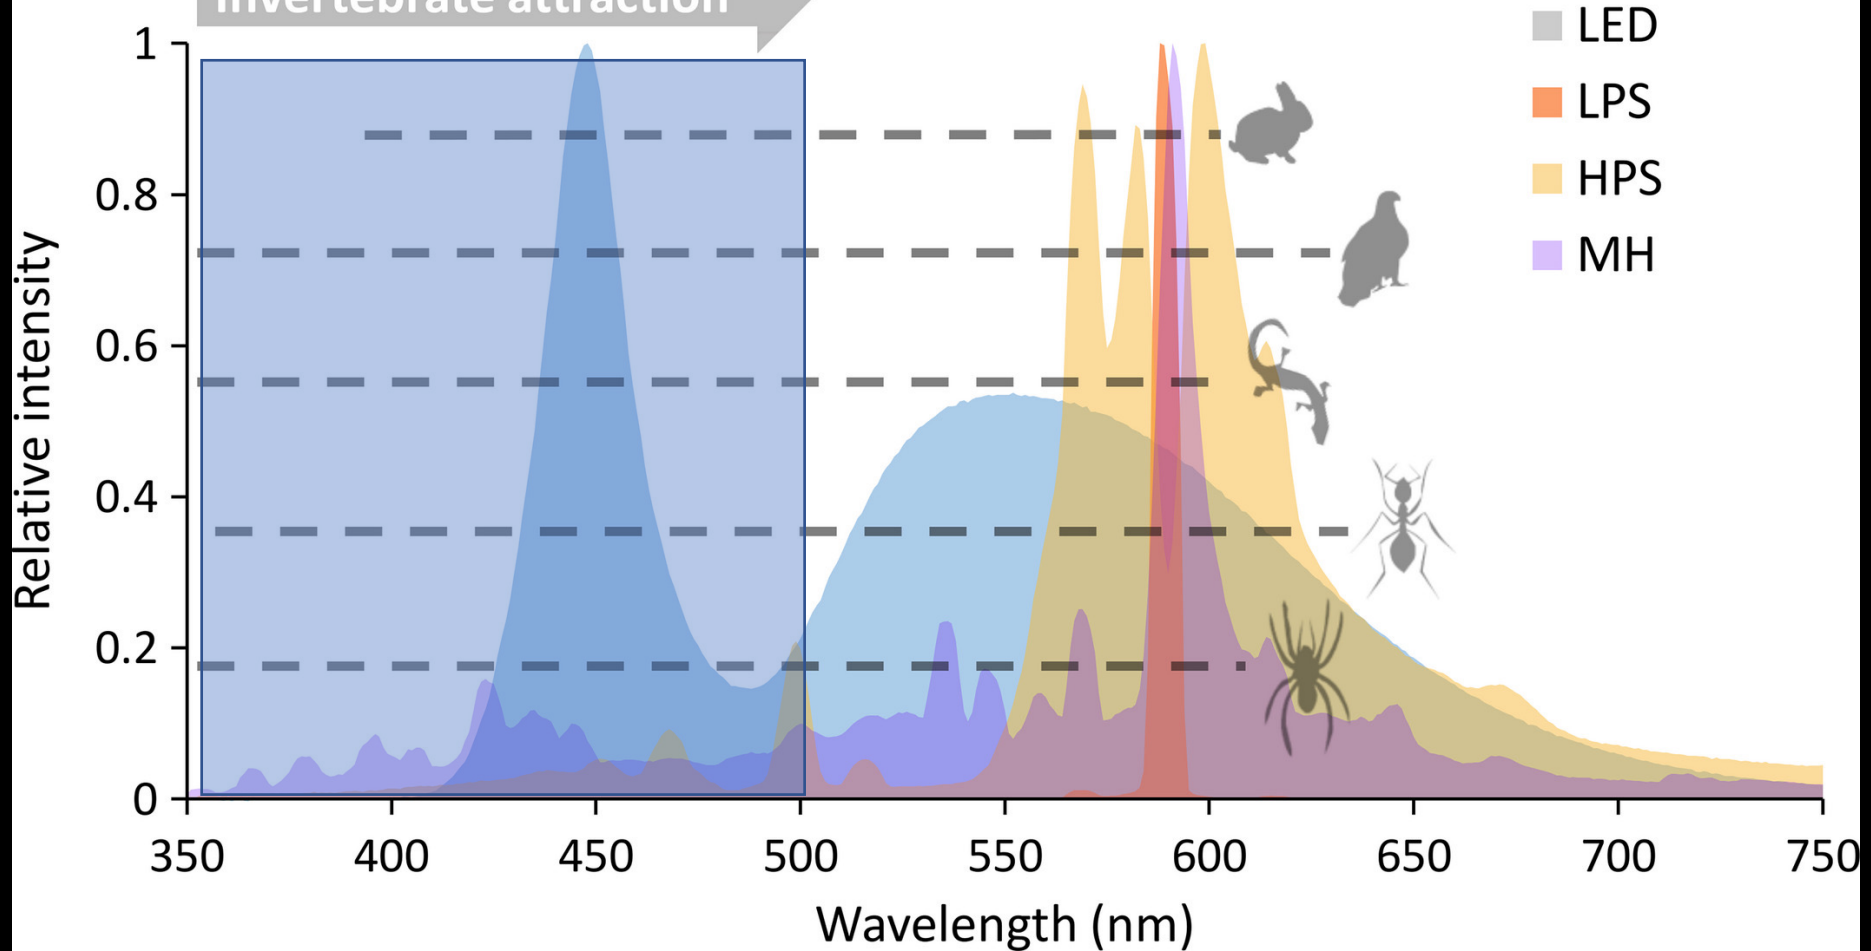 Invertebrate attraction
LED
LPS
HPS
MH
Relative intensity
1
0.8
0.6
0.4
0.2
0
350 400 450 500 550 600 650 700 750
Wavelength (nm)